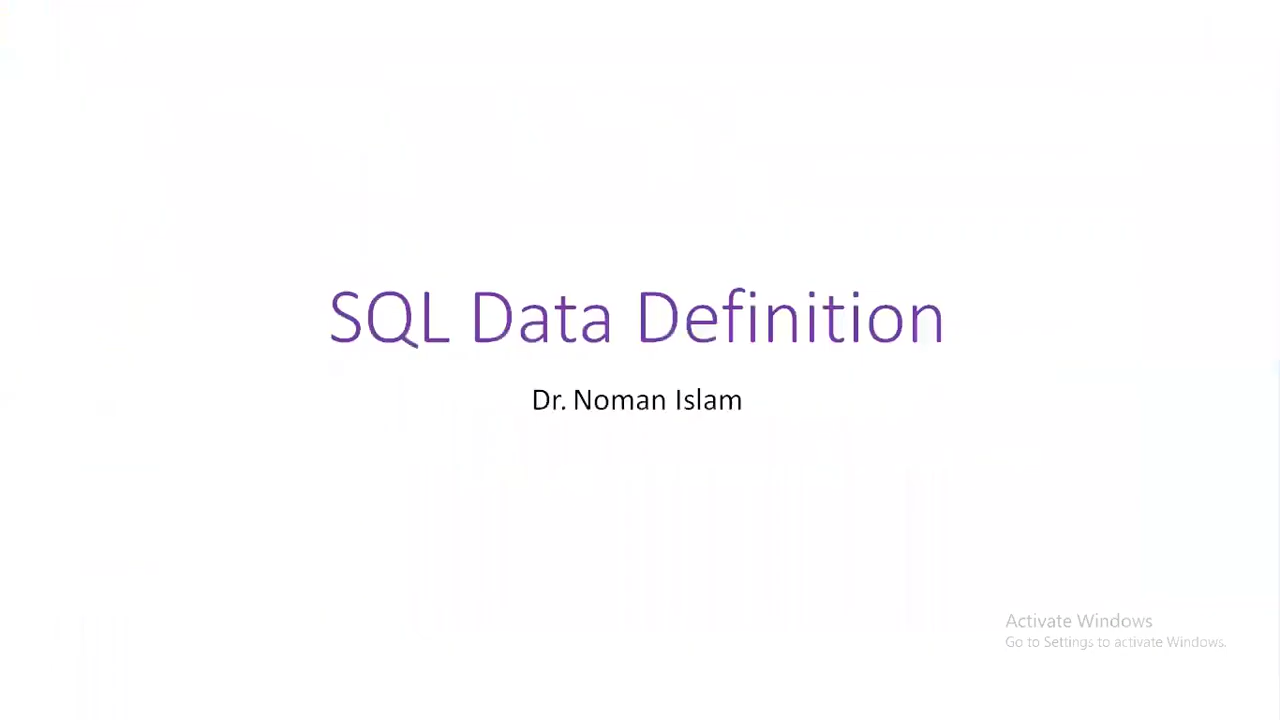 SQL Data Definition
Dr. Noman Islam
Activate Windows
Go to Settings to activate Windows.